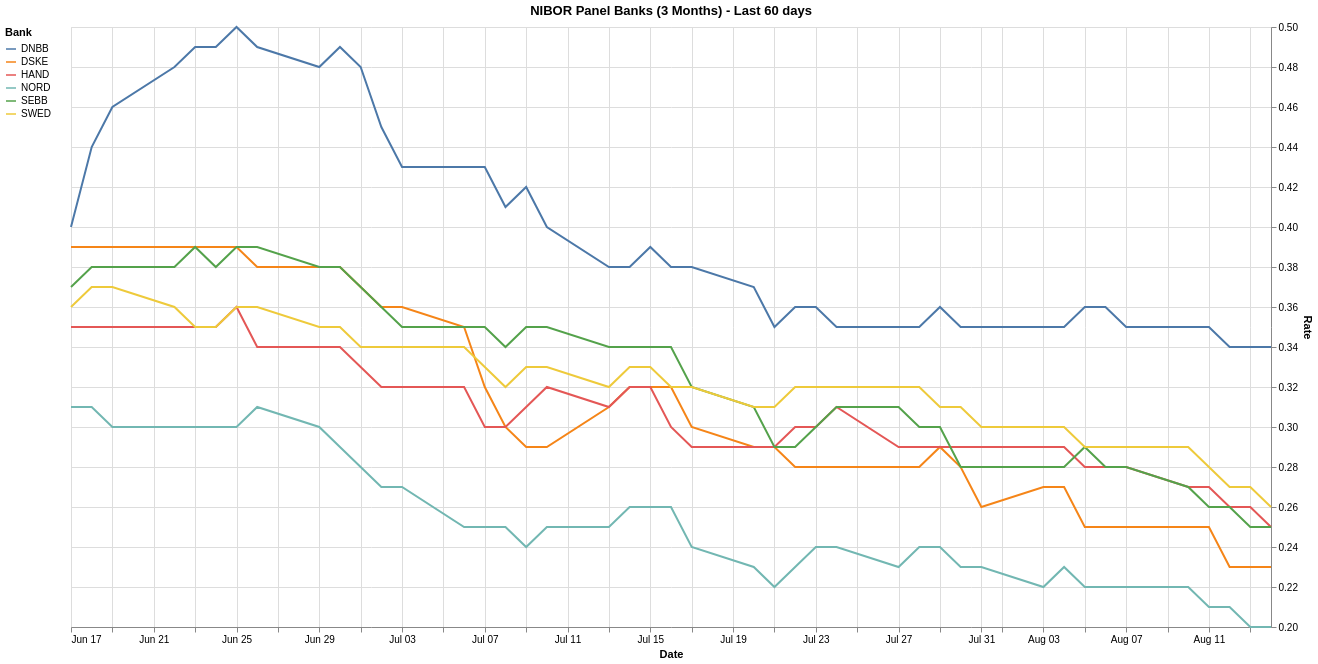 NIBOR Panel Banks (3 Months) - Last 60 days
Bank
DNBB
DSKE
HAND
NORD
SEBB
SWED
0.50
0.48
0.46
0.44
0.42
0.40
0.38
0.36
0.34
0.32
0.30
0.28
0.26
0.24
0.22
0.20
Rate
Jun 17 Jun 21 Jun 25 Jun 29 Jul 03 Jul 07 Jul 11 Jul 15 Jul 19 Jul 23 Jul 27 Jul 31 Aug 03 Aug 07 Aug 11
Date